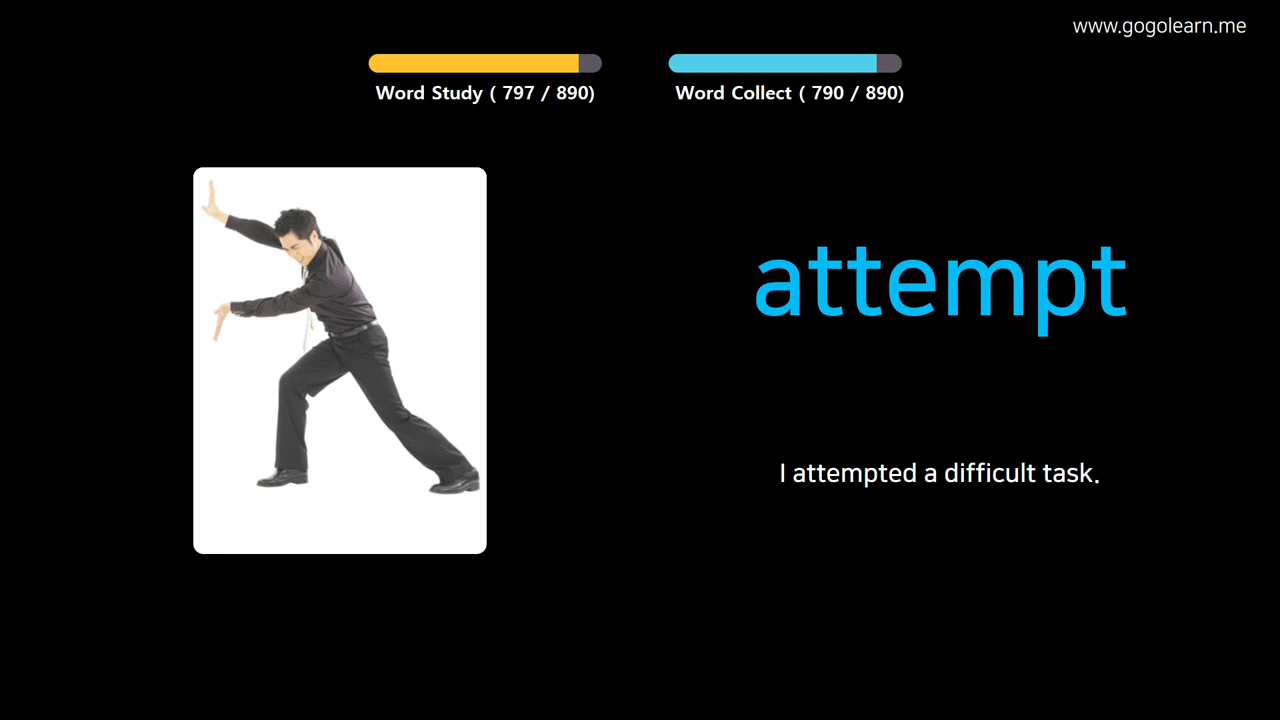 www.gogolearn.me
Word Study ( 797 / 890)
Word Collect ( 790 / 890)
attempt
I attempted a difficult task.